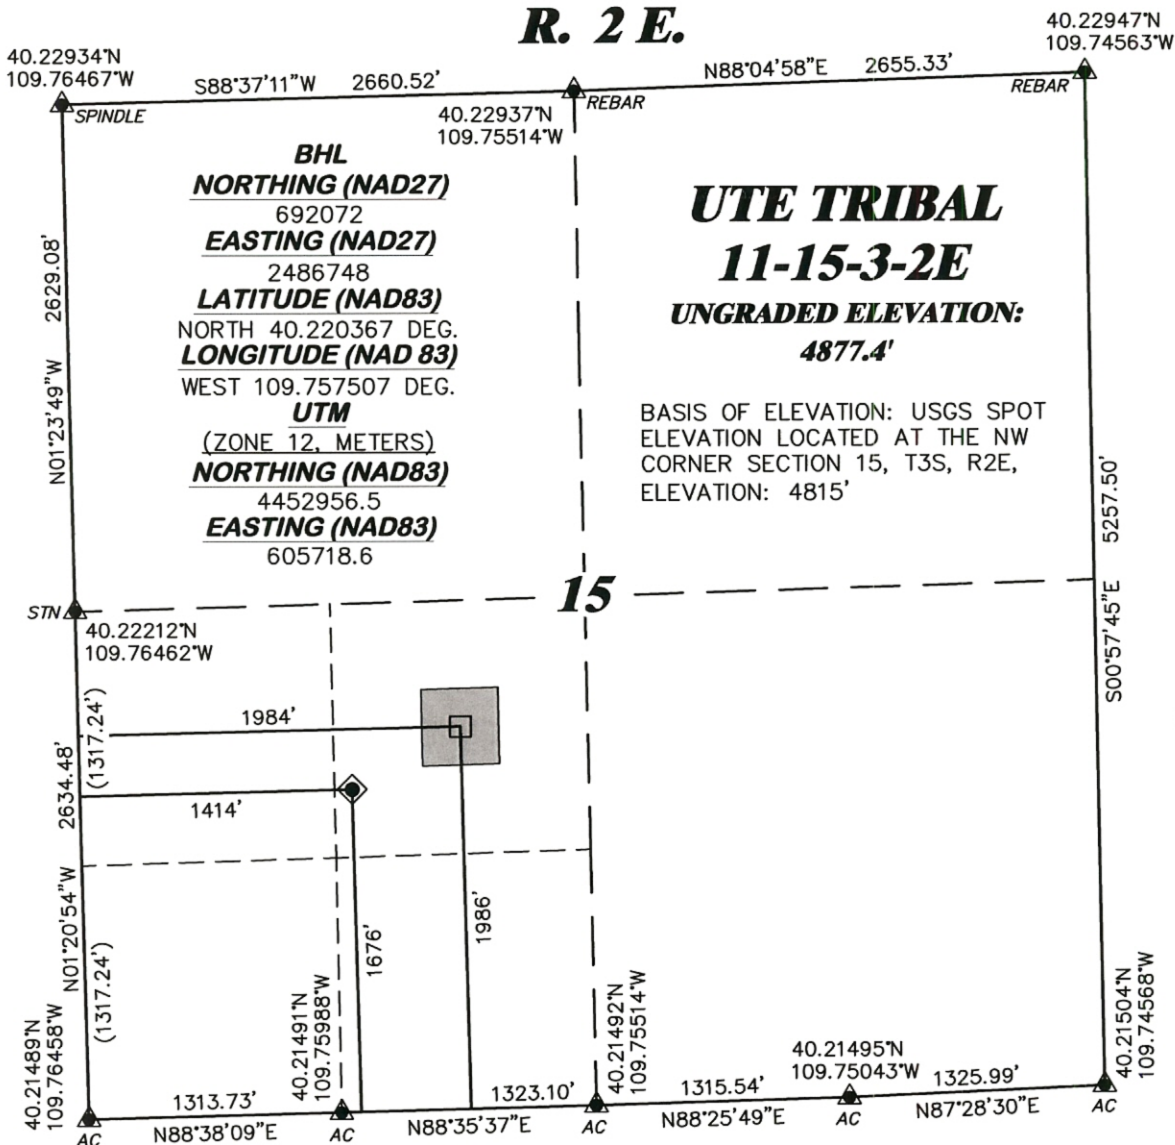 R. 2 E.
40.22934°N
109.76467°W
S88°37'11"W 2660.52'
N88°04'58"E 2655.33'
40.22947°N
109.74563°W
SPINDLE
40.22937°N
109.75514°W
REBAR
REBAR
BHL
NORTHING (NAD27)
692072
EASTING (NAD27)
2486748
LATITUDE (NAD83)
NORTH 40.220367 DEG.
LONGITUDE (NAD 83)
WEST 109.757507 DEG.
UTM
(ZONE 12, METERS)
NORTHING (NAD83)
4452956.5
EASTING (NAD83)
605718.6
UTE TRIBAL
11-15-3-2E
UNGRADED ELEVATION:
4877.4'
BASIS OF ELEVATION: USGS SPOT
ELEVATION LOCATED AT THE NW
CORNER SECTION 15, T3S, R2E,
ELEVATION: 4815'
N01°23'49"W 2629.08'
S00°57'45"E 5257.50'
15
STN
40.22212°N
109.76462°W
1984'
1414'
1676'
1986'
N01°20'54"W 2634.48'
(1317.24')
(1317.24')
40.21489°N
109.76458°W
40.21491°N
109.75988°W
40.21492°N
109.75514°W
40.21495°N
109.75043°W
40.21504°N
109.74568°W
1313.73'
N88°38'09"E
1323.10'
N88°35'37"E
1315.54'
N88°25'49"E
1325.99'
N87°28'30"E
AC
AC
AC
AC
AC